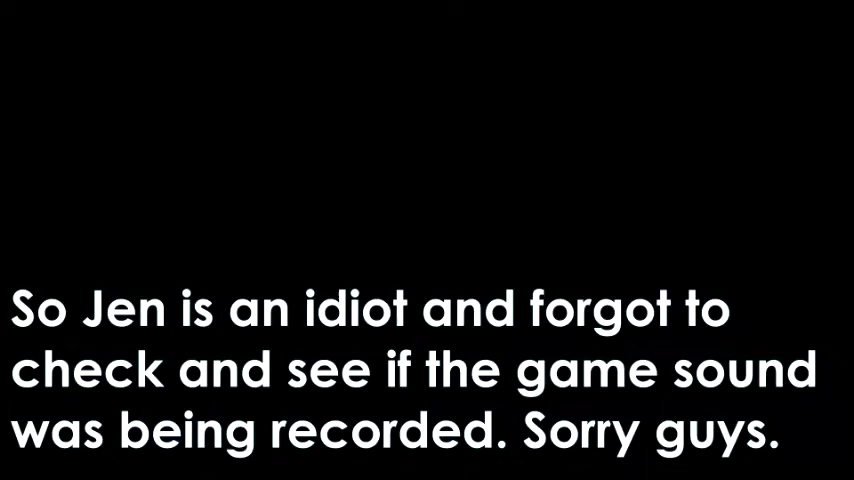 So Jen is an idiot and forgot to
check and see if the game sound
was being recorded. Sorry guys.